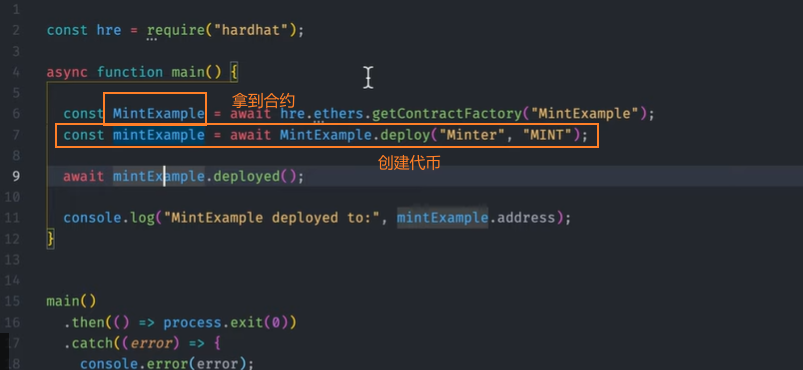 1
2 const hre = require("hardhat");
3
4 async function main() {
5
拿到合约
6 const MintExample = await hre.ethers.getContractFactory("MintExample");
7 const mintExample = await MintExample.deploy("Minter", "MINT");
8
创建代币
9 await mintExample.deployed();
10
11 console.log("MintExample deployed to:", mintExample.address);
12 }
13
14
15 main()
16 .then(() => process.exit(0))
17 .catch((error) => {
18 console.error(error);